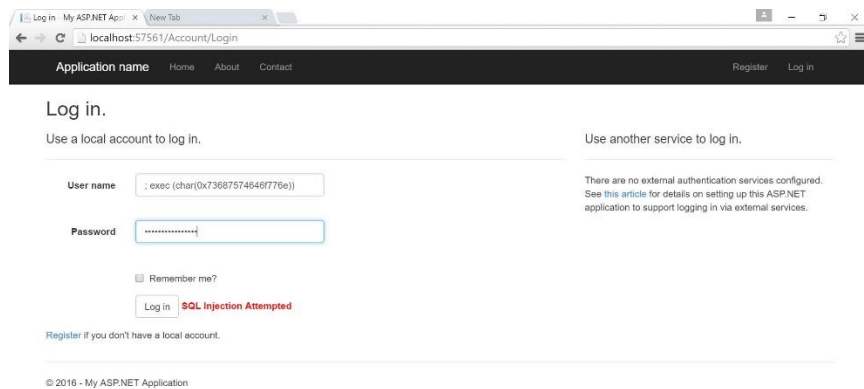 Log in - My ASP.NET Appl
New Tab
localhost:57561/Account/Login
Application name Home About Contact Register Log in
Log in.
Use a local account to log in.
User name ; exec (char(0x73687574646f776e))
Password ••••••••••••••••
Remember me?
Log in SQL Injection Attempted
Register if you don't have a local account.
Use another service to log in.
There are no external authentication services configured.
See this article for details on setting up this ASP.NET
application to support logging in via external services.
© 2016 - My ASP.NET Application